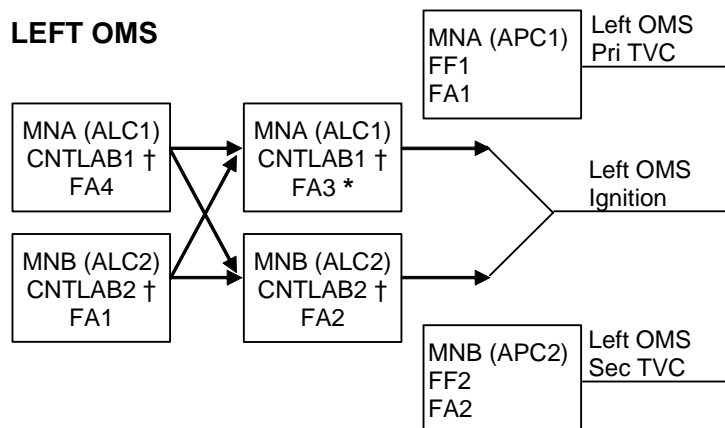 LEFT OMS
MNA (APC1)
FF1
FA1
Left OMS
Pri TVC
MNA (ALC1)
CNTLAB1 †
FA4
MNA (ALC1)
CNTLAB1 †
FA3 *
Left OMS
Ignition
MNB (ALC2)
CNTLAB2 †
FA1
MNB (ALC2)
CNTLAB2 †
FA2
MNB (APC2)
FF2
FA2
Left OMS
Sec TVC